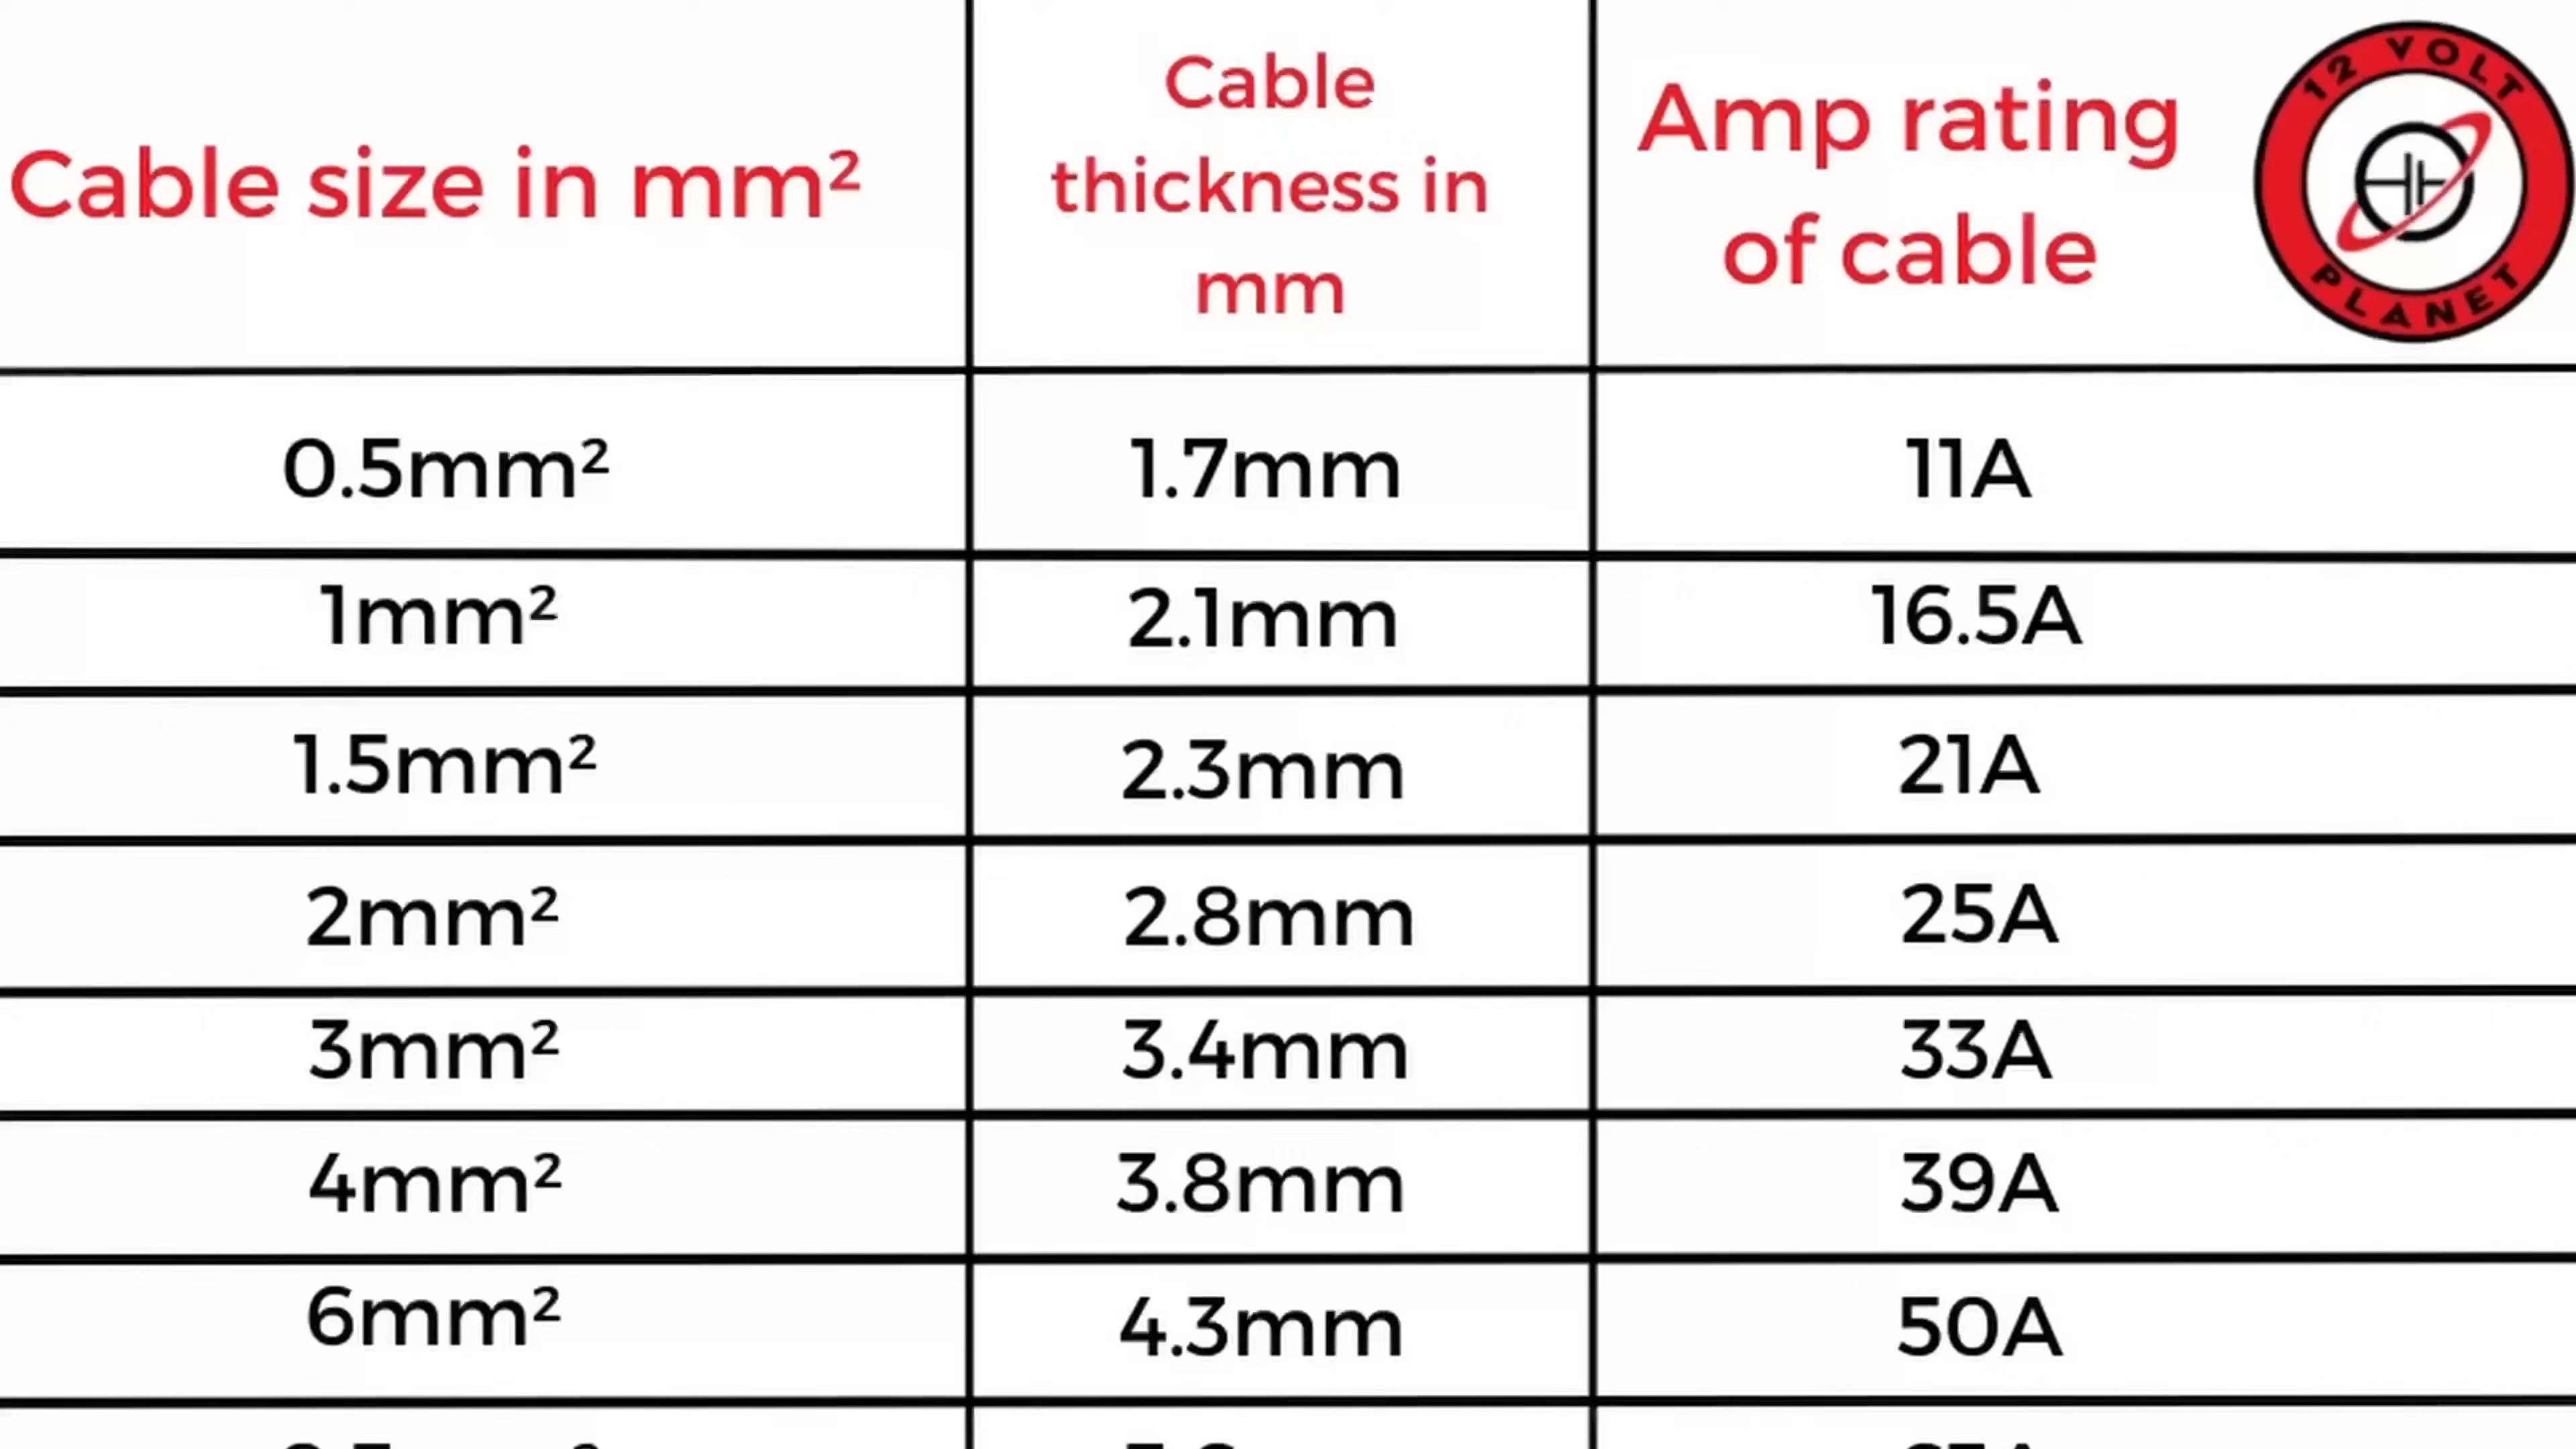 Cable size in mm²
Cable
thickness in
mm
Amp rating
of cable
12 VOLT
PLANET
0.5mm² 1.7mm 11A
1mm² 2.1mm 16.5A
1.5mm² 2.3mm 21A
2mm² 2.8mm 25A
3mm² 3.4mm 33A
4mm² 3.8mm 39A
6mm² 4.3mm 50A